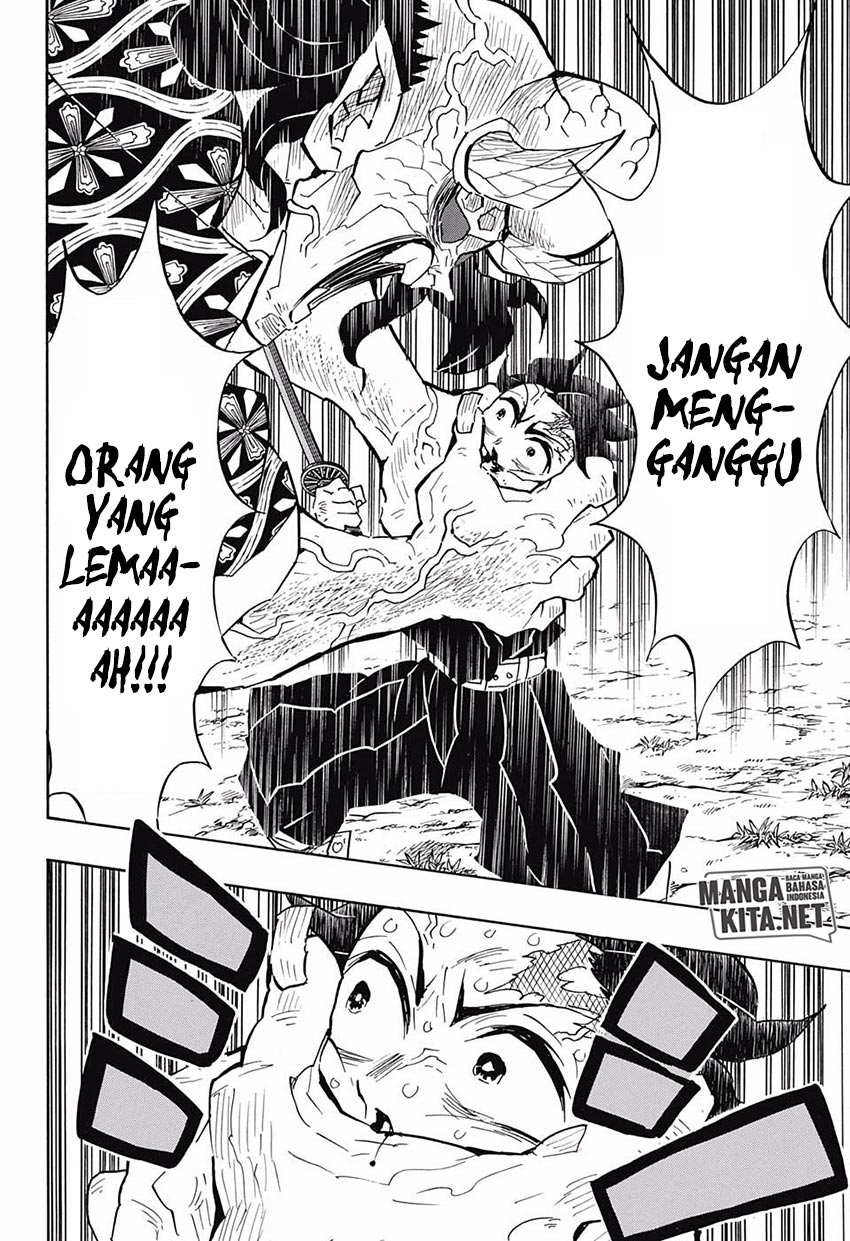 JANGAN
MENG-
GANGGU
ORANG
YANG
LEMAA-
AAAAAA
AH!!!
MANGA
KITA.NET
BACA MANGA
BAHASA
INDONESIA